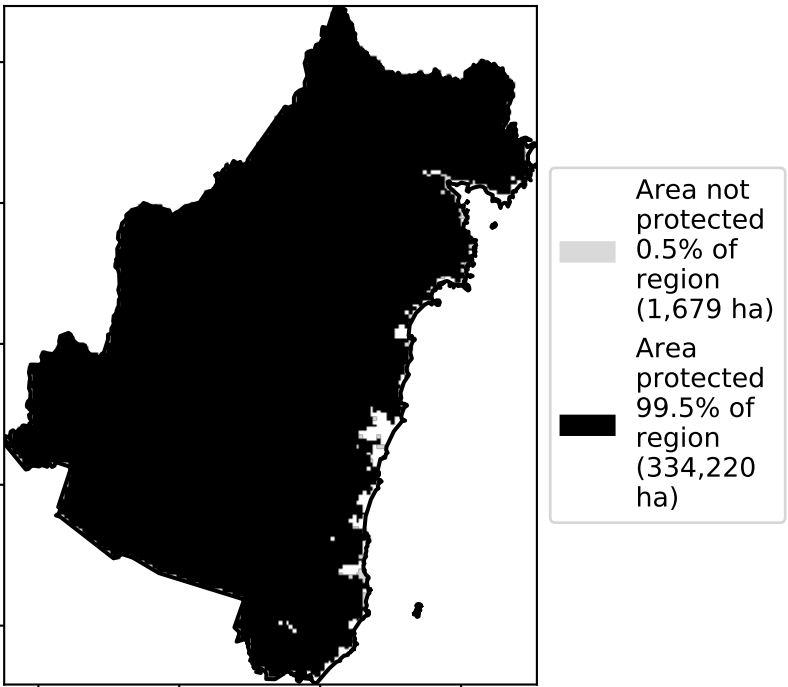 Area not
protected
0.5% of
region
(1,679 ha)
Area
protected
99.5% of
region
(334,220
ha)